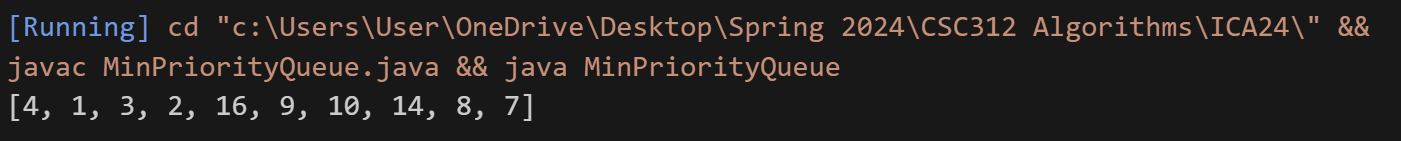 [Running] cd "c:\Users\User\OneDrive\Desktop\Spring 2024\CSC312 Algorithms\ICA24\" &&
javac MinPriorityQueue.java && java MinPriorityQueue
[4, 1, 3, 2, 16, 9, 10, 14, 8, 7]